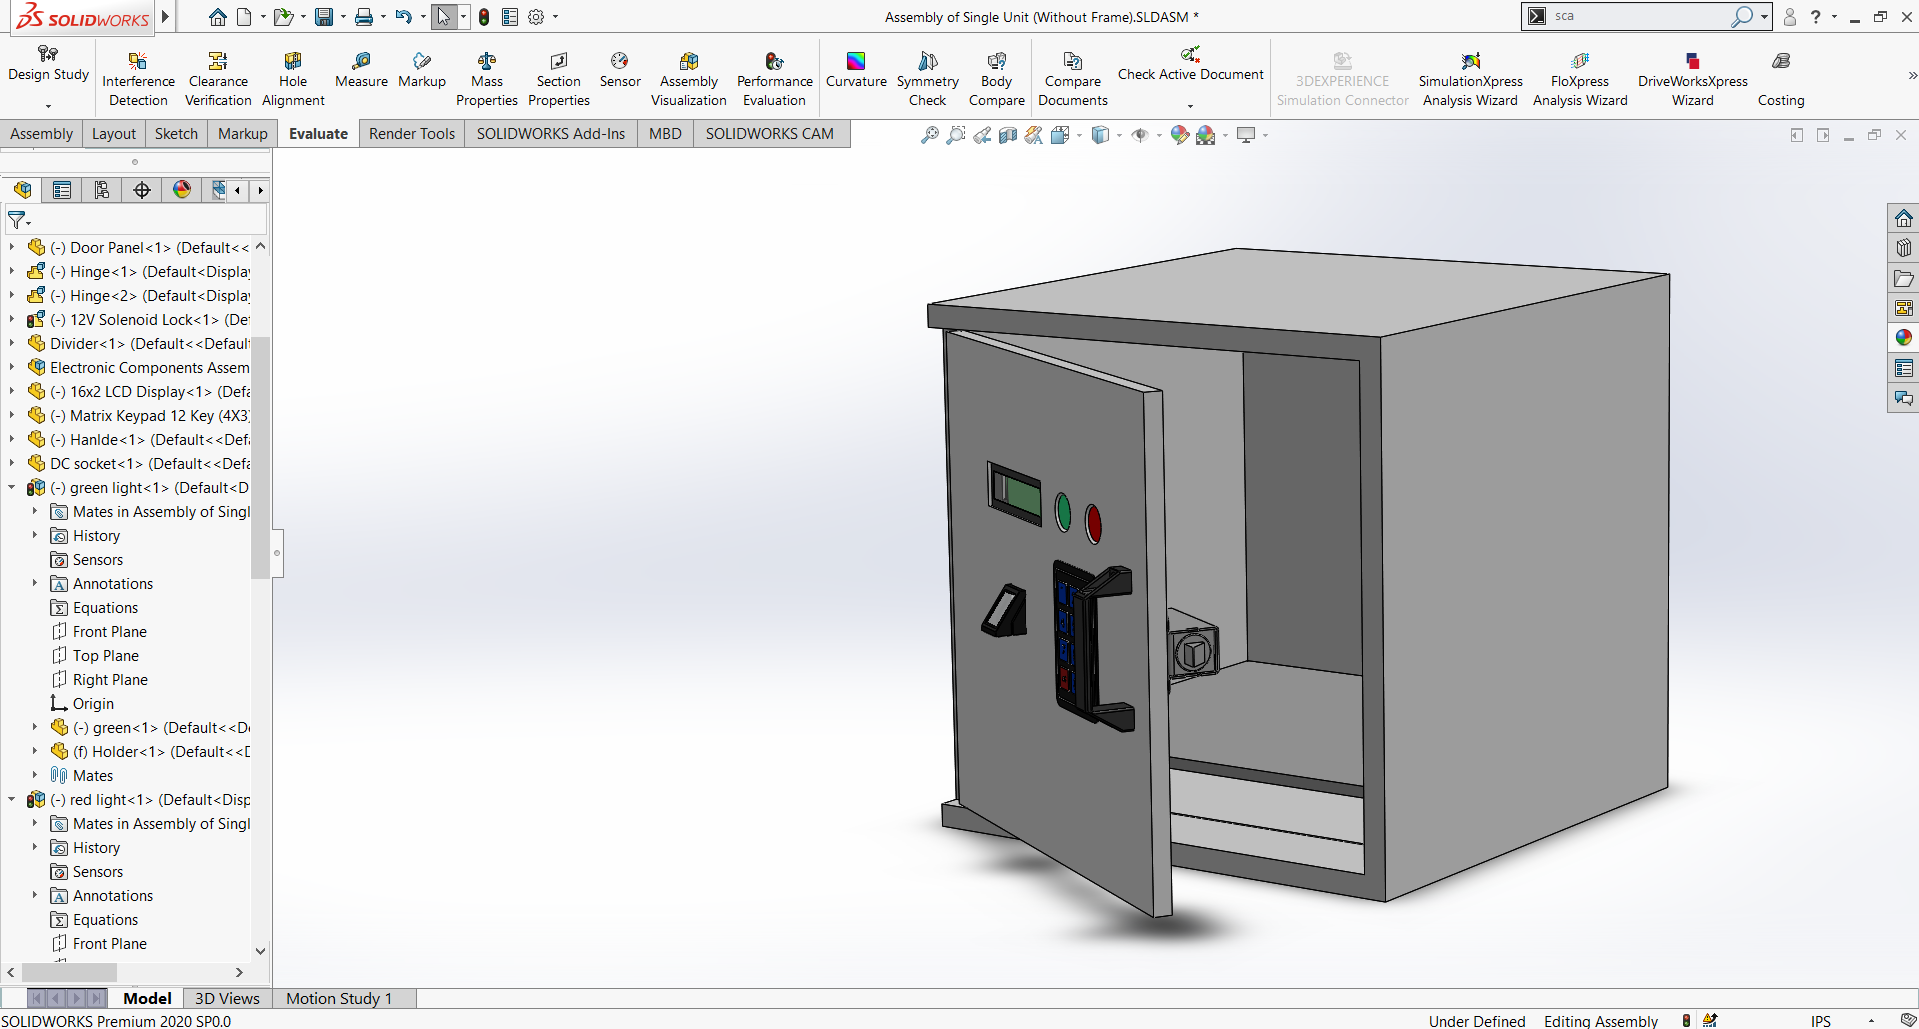 SOLIDWORKS
Assembly of Single Unit (Without Frame).SLDASM *
sca
?
Design Study
Interference Detection
Clearance Verification
Hole Alignment
Measure
Markup
Mass Properties
Section Properties
Sensor
Assembly Visualization
Performance Evaluation
Curvature
Symmetry Check
Body Compare
Compare Documents
Check Active Document
3DEXPERIENCE Simulation Connector
SimulationXpress Analysis Wizard
FloXpress Analysis Wizard
DriveWorksXpress Wizard
Costing
Assembly Layout Sketch Markup Evaluate Render Tools SOLIDWORKS Add-Ins MBD SOLIDWORKS CAM
(-) Door Panel<1> (Default<<
(-) Hinge<1> (Default<Display
(-) Hinge<2> (Default<Display
(-) 12V Solenoid Lock<1> (De
Divider<1> (Default<<Default
Electronic Components Assem
(-) 16x2 LCD Display<1> (Defa
(-) Matrix Keypad 12 Key (4X3)
(-) Hanlde<1> (Default<<Defa
DC socket<1> (Default<<Defa
(-) green light<1> (Default<D
Mates in Assembly of Singl
History
Sensors
Annotations
Equations
Front Plane
Top Plane
Right Plane
Origin
(-) green<1> (Default<<De
(f) Holder<1> (Default<<D
Mates
(-) red light<1> (Default<Disp
Mates in Assembly of Singl
History
Sensors
Annotations
Equations
Front Plane
Model 3D Views Motion Study 1
SOLIDWORKS Premium 2020 SP0.0
Under Defined Editing Assembly IPS